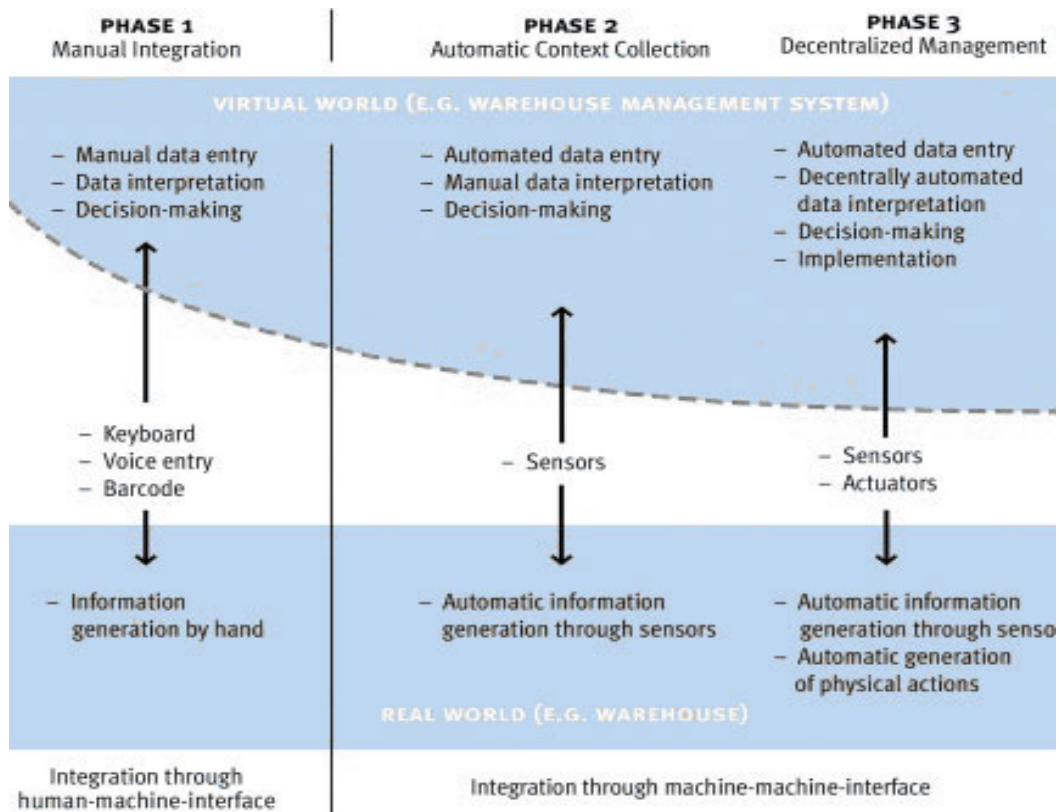 PHASE 1
Manual Integration
PHASE 2
Automatic Context Collection
PHASE 3
Decentralized Management
VIRTUAL WORLD (E.G. WAREHOUSE MANAGEMENT SYSTEM)
– Manual data entry
– Data interpretation
– Decision-making
– Automated data entry
– Manual data interpretation
– Decision-making
– Automated data entry
– Decentrally automated
data interpretation
– Decision-making
– Implementation
– Keyboard
– Voice entry
– Barcode
– Sensors
– Sensors
– Actuators
– Information
generation by hand
– Automatic information
generation through sensors
– Automatic information
generation through senso
– Automatic generation
of physical actions
REAL WORLD (E.G. WAREHOUSE)
Integration through
human-machine-interface
Integration through machine-machine-interface